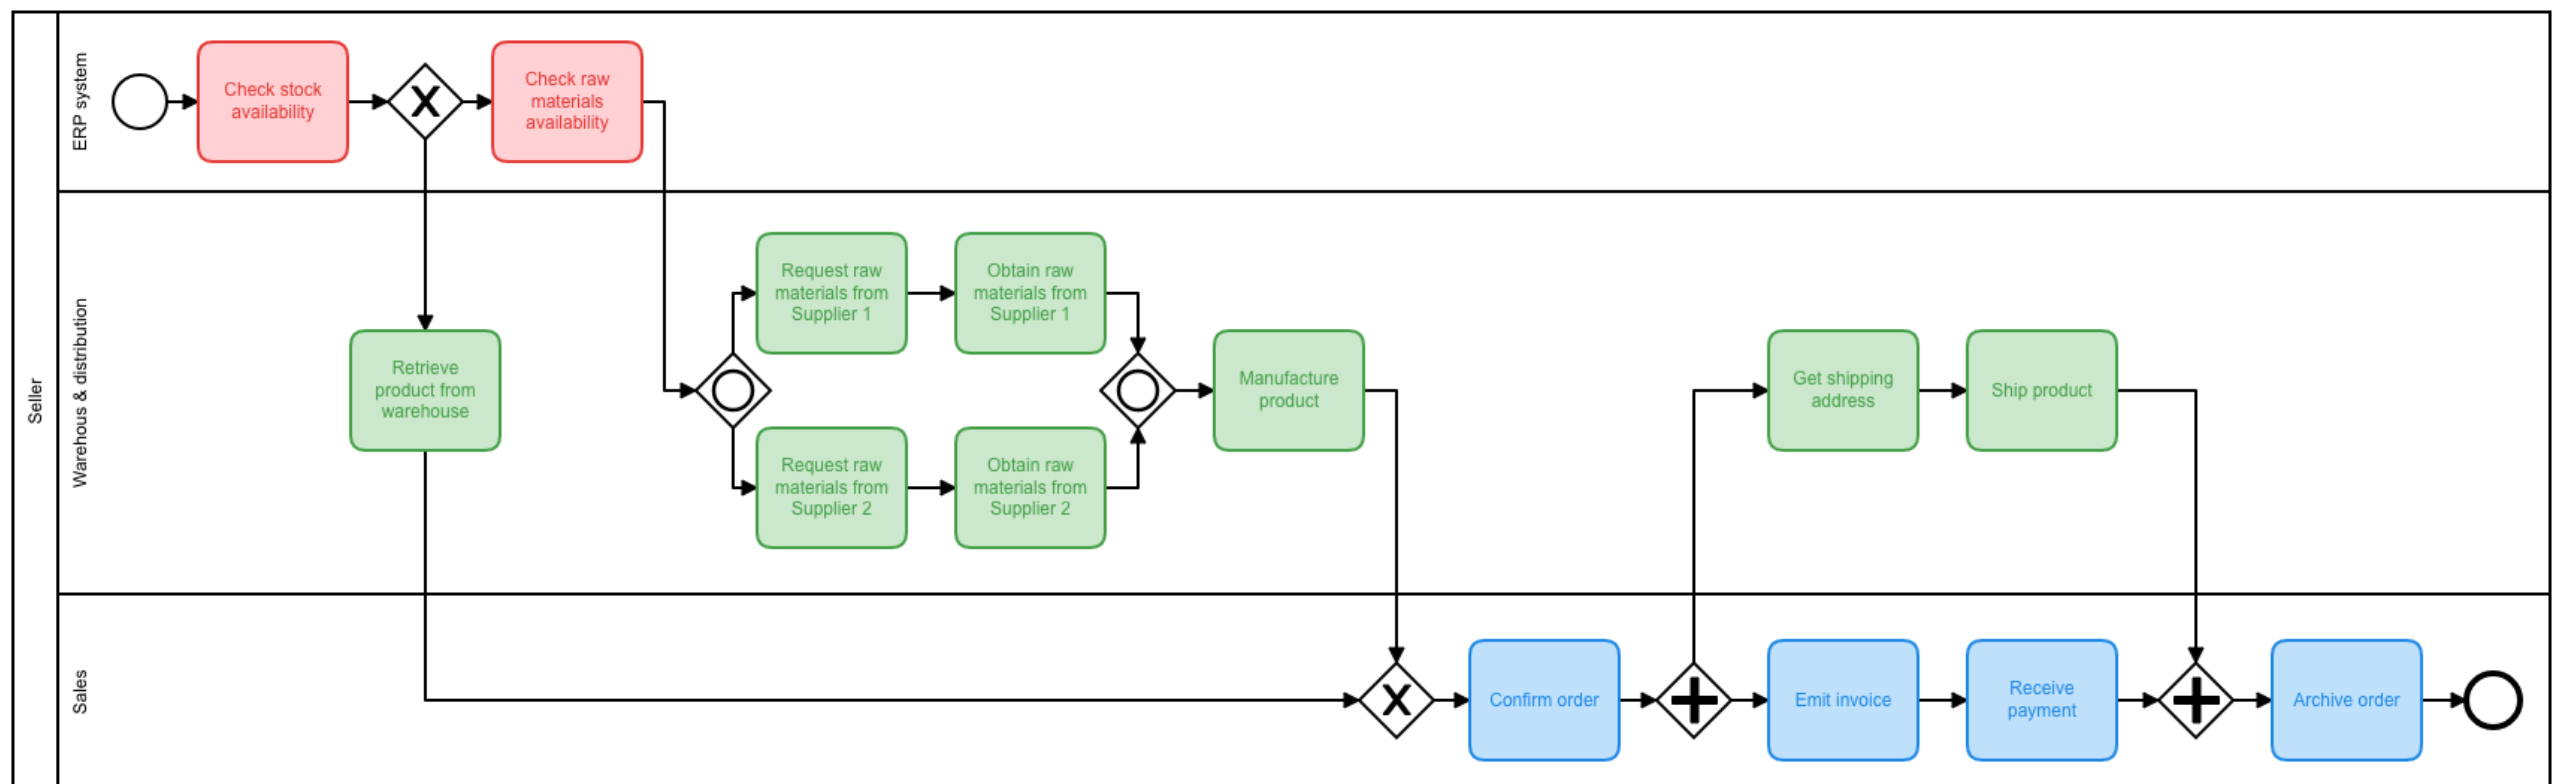 Seller
ERP system
Check stock
availability
X
Check raw
materials
availability
Warehous & distribution
Retrieve
product from
warehouse
Request raw
materials from
Supplier 1
Obtain raw
materials from
Supplier 1
Request raw
materials from
Supplier 2
Obtain raw
materials from
Supplier 2
Manufacture
product
Get shipping
address
Ship product
Sales
X
Confirm order
Emit invoice
Receive
payment
Archive order